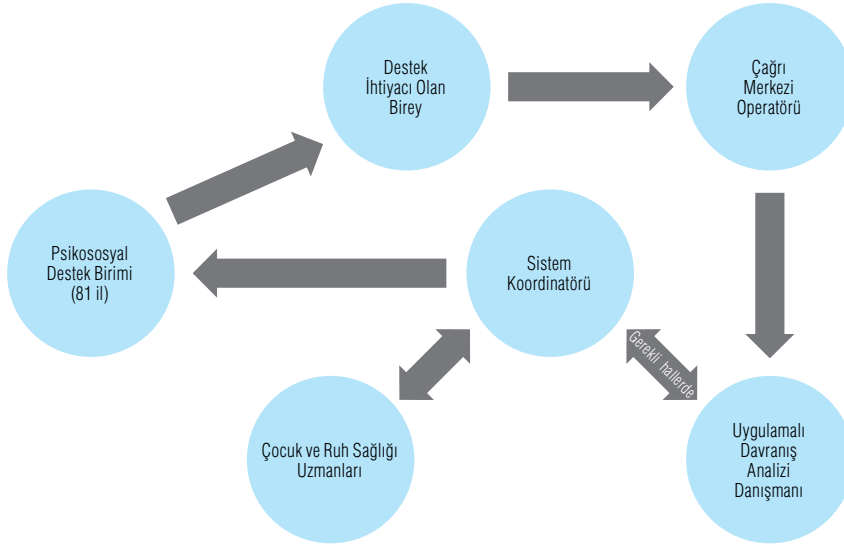 Destek
İhtiyacı Olan
Birey
Çağrı
Merkezi
Operatörü
Psikososyal
Destek Birimi
(81 il)
Sistem
Koordinatörü
Gerekli hallerde
Çocuk ve Ruh Sağlığı
Uzmanları
Uygulamalı
Davranış
Analizi
Danışmanı